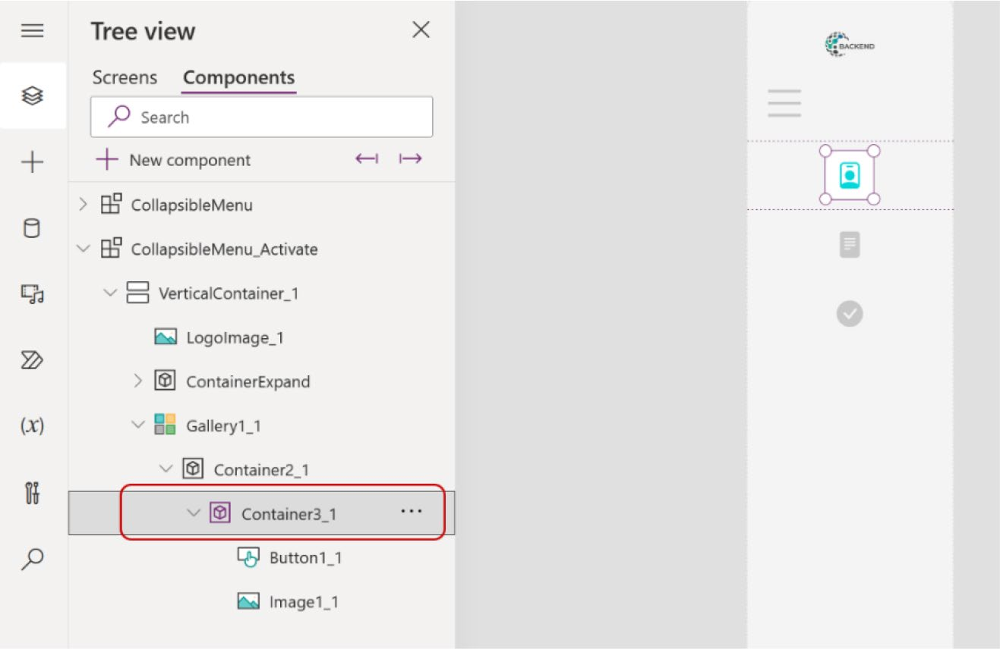 Tree view
Screens Components
Search
New component
CollapsibleMenu
CollapsibleMenu_Activate
VerticalContainer_1
LogoImage_1
ContainerExpand
Gallery1_1
Container2_1
Container3_1 ...
Button1_1
Image1_1
(x)
BACKEND